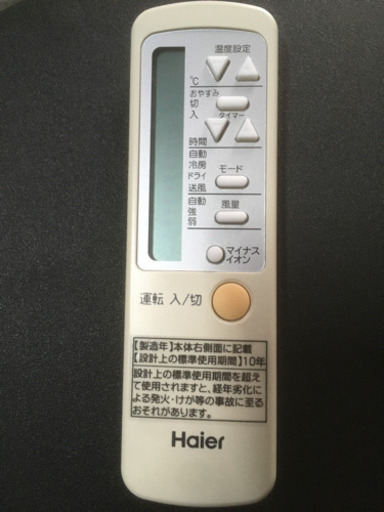 温度設定
℃
おやすみ
切
入
タイマー
時間
自動
冷房
ドライ
送風
モード
自動
強
弱
風量
マイナス
イオン
運転 入/切
【製造年】本体右側面に記載
【設計上の標準使用期間】10年
設計上の標準使用期間を超え
て使用されますと、経年劣化に
よる発火・けが等の事故に至る
おそれがあります。
Haier